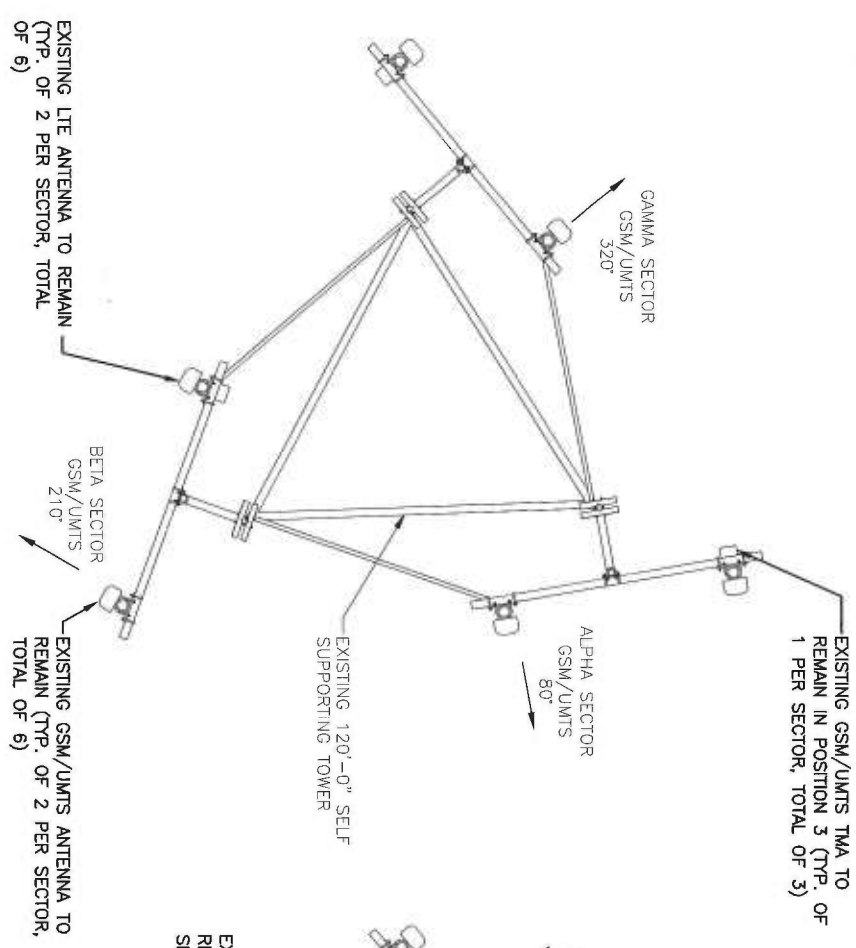 EXISTING GSM/UMTS TMA TO
REMAIN IN POSITION 3 (TYP. OF
1 PER SECTOR, TOTAL OF 3)
GAMMA SECTOR
GSM/UMTS
320°
ALPHA SECTOR
GSM/UMTS
80°
EXISTING 120'-0" SELF
SUPPORTING TOWER
BETA SECTOR
GSM/UMTS
210°
EXISTING LTE ANTENNA TO REMAIN
(TYP. OF 2 PER SECTOR, TOTAL
OF 6)
EXISTING GSM/UMTS ANTENNA TO
REMAIN (TYP. OF 2 PER SECTOR,
TOTAL OF 6)